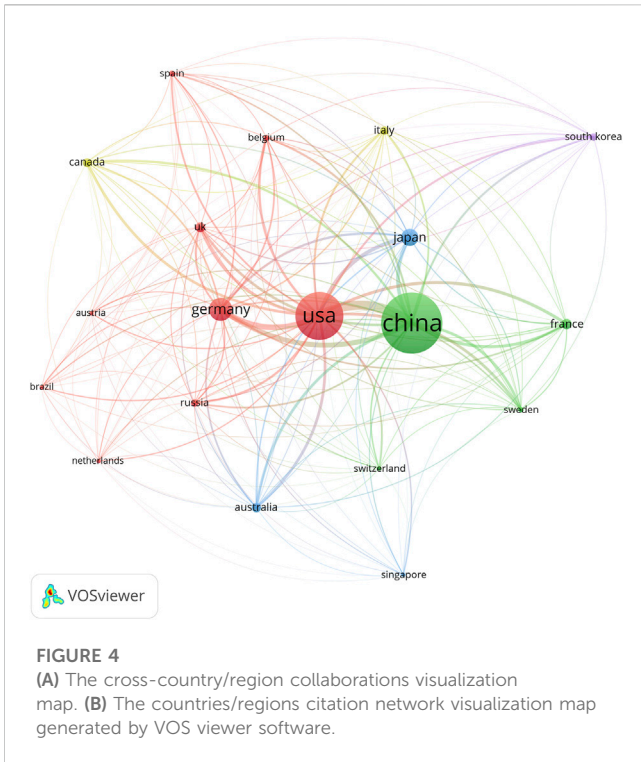 spain
belgium
italy
south korea
canada
uk
japan
germany
usa
china
austria
france
brazil
russia
sweden
netherlands
switzerland
australia
singapore
VOSviewer
FIGURE 4
(A) The cross-country/region collaborations visualization
map. (B) The countries/regions citation network visualization map
generated by VOS viewer software.